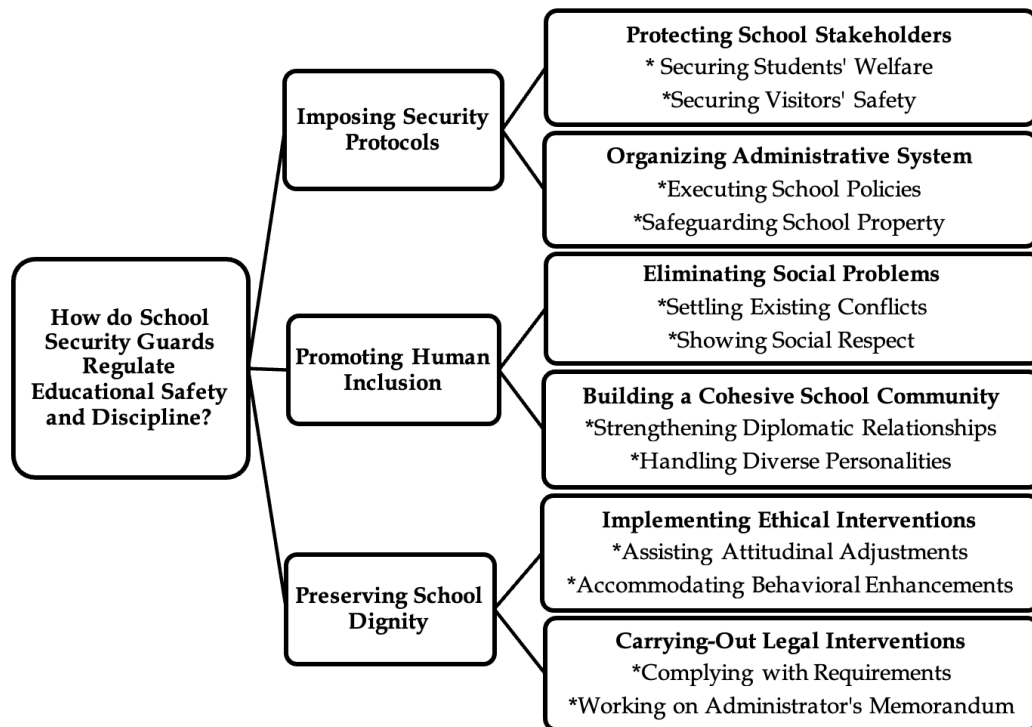 How do School
Security Guards
Regulate
Educational Safety
and Discipline?
Imposing Security
Protocols
Protecting School Stakeholders
* Securing Students' Welfare
*Securing Visitors' Safety
Organizing Administrative System
*Executing School Policies
*Safeguarding School Property
Promoting Human
Inclusion
Eliminating Social Problems
*Settling Existing Conflicts
*Showing Social Respect
Building a Cohesive School Community
*Strengthening Diplomatic Relationships
*Handling Diverse Personalities
Preserving School
Dignity
Implementing Ethical Interventions
*Assisting Attitudinal Adjustments
*Accommodating Behavioral Enhancements
Carrying-Out Legal Interventions
*Complying with Requirements
*Working on Administrator's Memorandum